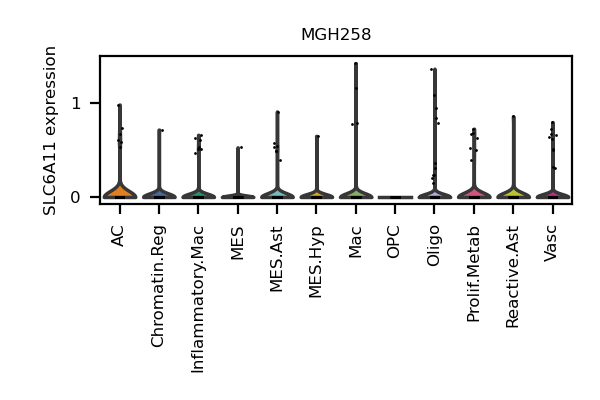 MGH258
SLC6A11 expression
1
0
AC
Chromatin.Reg
Inflammatory.Mac
MES
MES.Ast
MES.Hyp
Mac
OPC
Oligo
Prolif.Metab
Reactive.Ast
Vasc